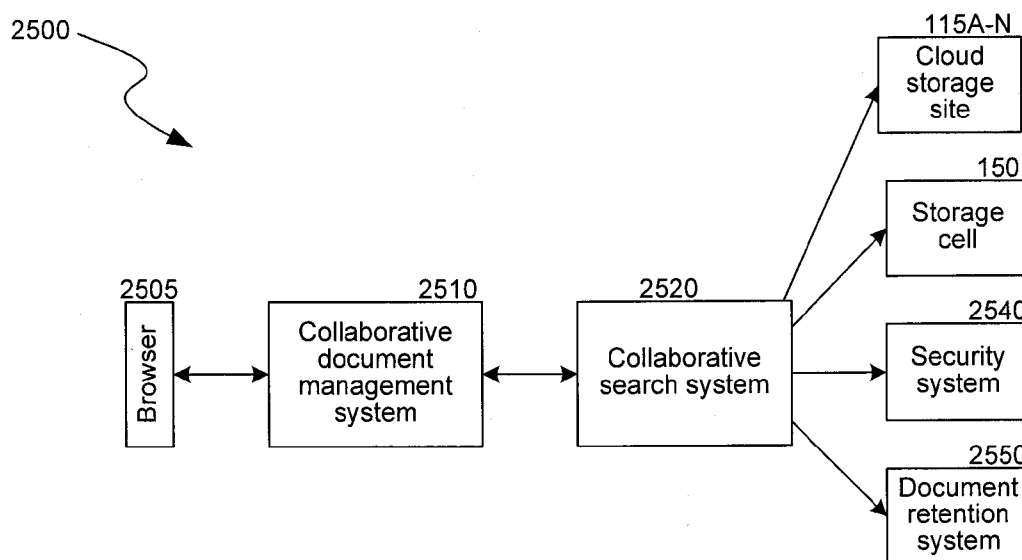 2500
115A-N
Cloud
storage
site
150
Storage
cell
2505
2510
2520
2540
Browser
Collaborative
document
management
system
Collaborative
search system
Security
system
2550
Document
retention
system